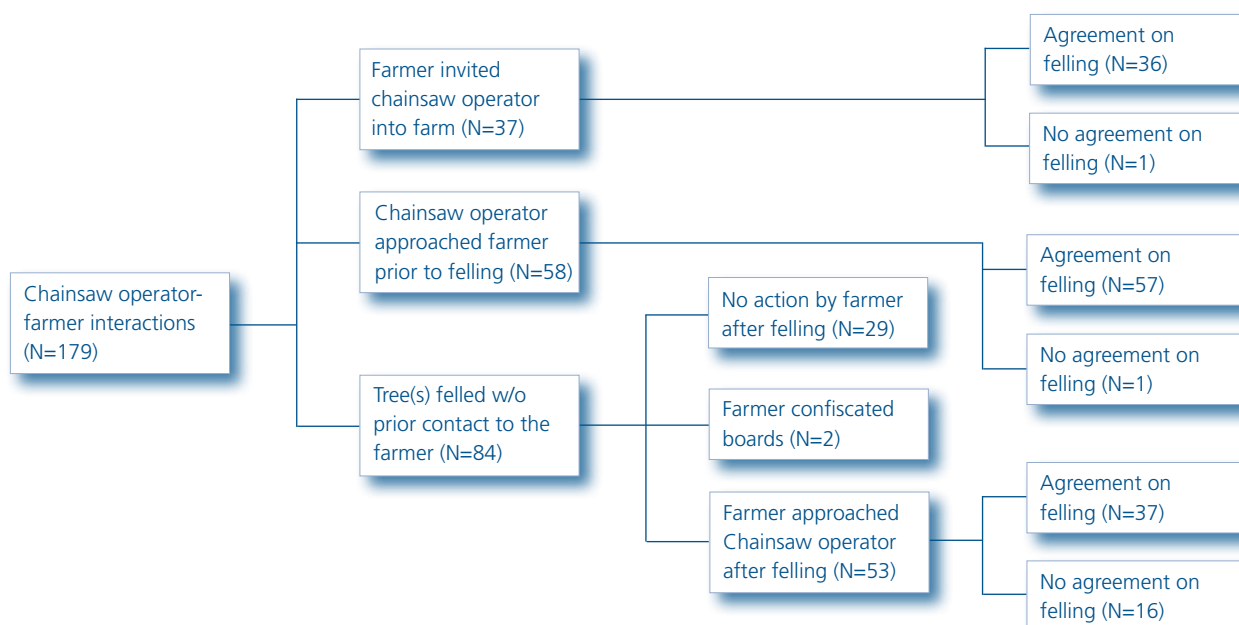 Chainsaw operator-
farmer interactions
(N=179)
Farmer invited
chainsaw operator
into farm (N=37)
Agreement on
felling (N=36)
No agreement on
felling (N=1)
Chainsaw operator
approached farmer
prior to felling (N=58)
Agreement on
felling (N=57)
No agreement on
felling (N=1)
Tree(s) felled w/o
prior contact to the
farmer (N=84)
No action by farmer
after felling (N=29)
Farmer confiscated
boards (N=2)
Farmer approached
Chainsaw operator
after felling (N=53)
Agreement on
felling (N=37)
No agreement on
felling (N=16)